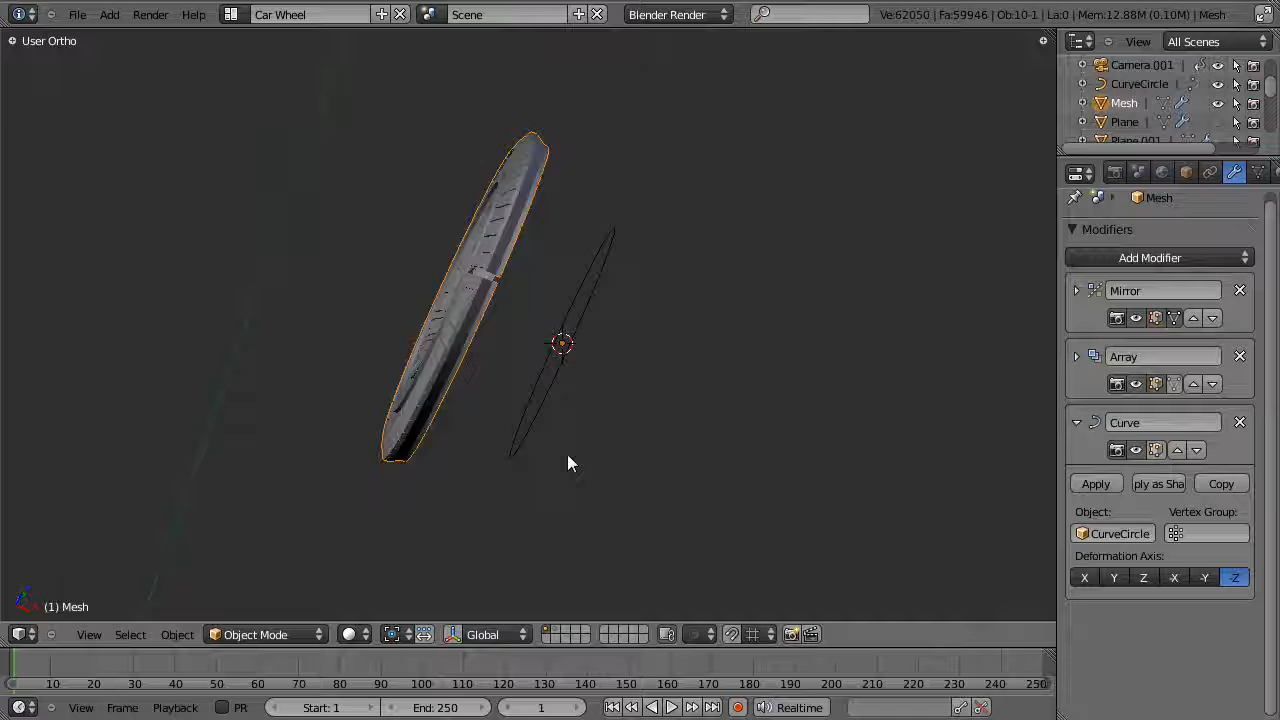 File Add Render Help Car Wheel Scene Blender Render Ve:62050 | Fa:59946 | Ob:10-1 | La:0 | Mem:12.88M (0.10M) | Mesh
User Ortho
View All Scenes
Camera.001
CurveCircle
Mesh
Plane
Plane.001
Mesh
Modifiers
Add Modifier
Mirror
Array
Curve
Apply ply as Sha Copy
Object: Vertex Group:
CurveCircle
Deformation Axis:
X Y Z -X -Y -Z
(1) Mesh
View Select Object Object Mode Global
10 20 30 40 50 60 70 80 90 100 110 120 130 140 150 160 170 180 190 200 210 220 230 240 250
View Frame Playback PR Start: 1 End: 250 1 Realtime